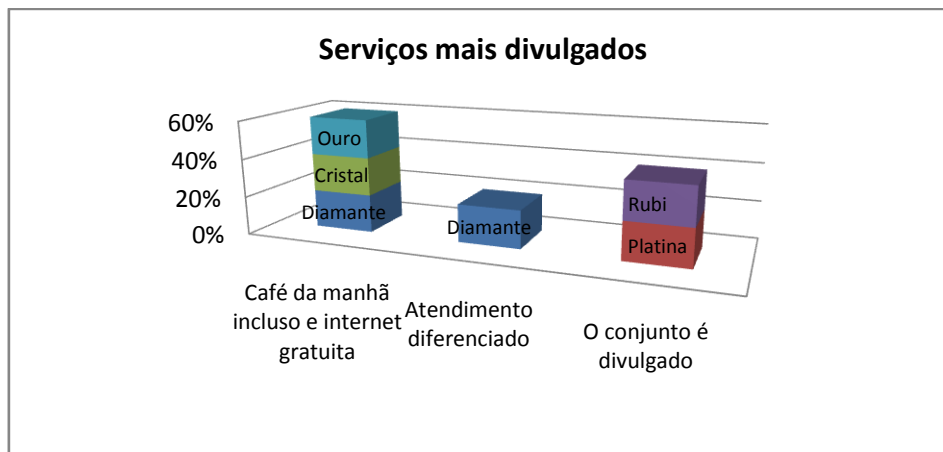 Serviços mais divulgados
60%
40%
20%
0%
Ouro
Cristal
Diamante
Diamante
Rubi
Platina
Café da manhã
incluso e internet
gratuita
Atendimento
diferenciado
O conjunto é
divulgado